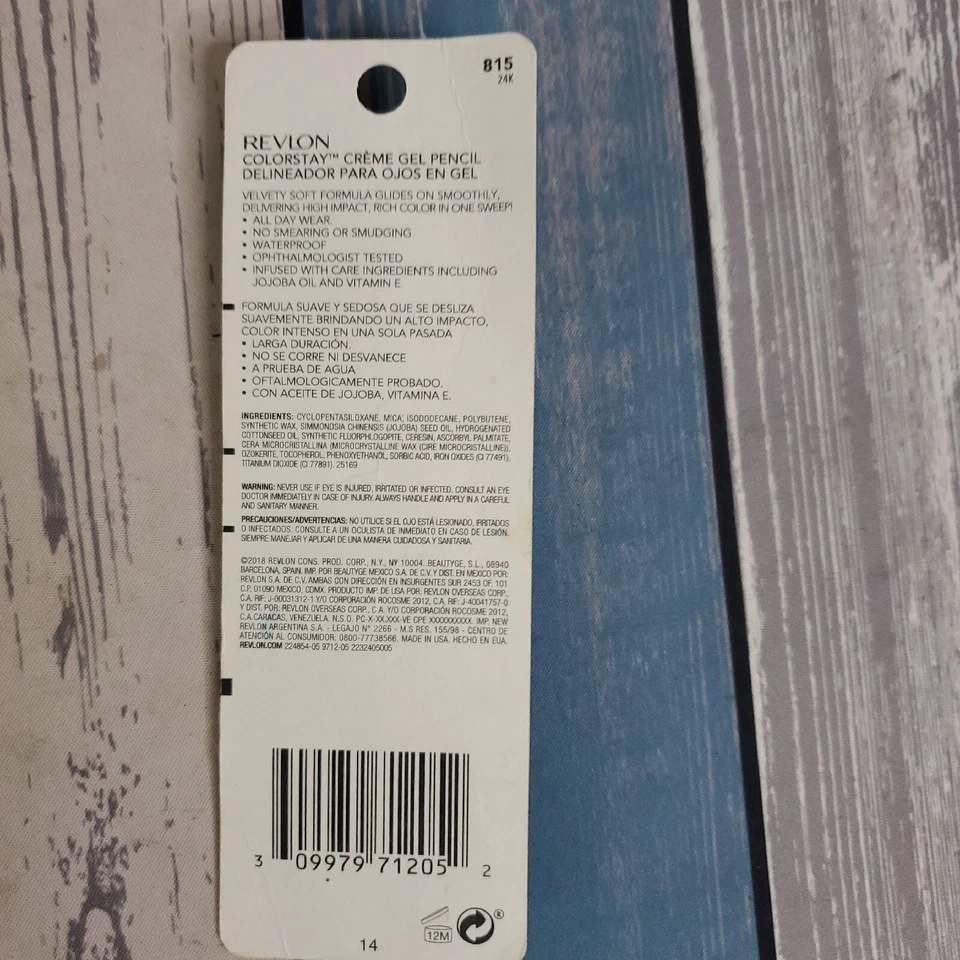 815
24K
REVLON
COLORSTAY™ CRÈME GEL PENCIL
DELINEADOR PARA OJOS EN GEL
VELVETY SOFT FORMULA GLIDES ON SMOOTHLY,
DELIVERING HIGH IMPACT, RICH COLOR IN ONE SWEEP!
• ALL DAY WEAR.
• NO SMEARING OR SMUDGING
• WATERPROOF
• OPHTHALMOLOGIST TESTED
• INFUSED WITH CARE INGREDIENTS INCLUDING
JOJOBA OIL AND VITAMIN E
FORMULA SUAVE Y SEDOSA QUE SE DESLIZA
SUAVEMENTE BRINDANDO UN ALTO IMPACTO,
COLOR INTENSO EN UNA SOLA PASADA
• LARGA DURACIÓN.
• NO SE CORRE NI DESVANECE
• A PRUEBA DE AGUA
• OFTALMOLOGICAMENTE PROBADO.
• CON ACEITE DE JOJOBA, VITAMINA E.
INGREDIENTS: CYCLOPENTASILOXANE, MICA, ISODODECANE, POLYBUTENE,
SYNTHETIC WAX, SIMMONDSIA CHINENSIS (JOJOBA) SEED OIL, HYDROGENATED
COTTONSEED OIL, SYNTHETIC FLUORPHLOGOPITE, CERESIN, ASCORBYL PALMITATE,
CERA MICROCRISTALLINA (MICROCRYSTALLINE WAX (CIRE MICROCRISTALLINE)),
OZOKERITE, TOCOPHEROL, PHENOXYETHANOL, SORBIC ACID, IRON OXIDES (CI 77491),
TITANIUM DIOXIDE (CI 77891). 25169
WARNING: NEVER USE IF EYE IS INJURED, IRRITATED OR INFECTED. CONSULT AN EYE
DOCTOR IMMEDIATELY IN CASE OF INJURY. ALWAYS HANDLE AND APPLY IN A CAREFUL
AND SANITARY MANNER.
PRECAUCIONES/ADVERTENCIAS: NO UTILICE SI EL OJO ESTÁ LESIONADO, IRRITADOS
O INFECTADOS. CONSULTE A UN OCULISTA DE INMEDIATO EN CASO DE LESIÓN.
SIEMPRE MANEJAR Y APLICAR DE UNA MANERA CUIDADOSA Y SANITARIA.
©2018 REVLON CONS. PROD. CORP., N.Y., NY 10004. BEAUTYGE, S.L., 08940
BARCELONA, SPAIN. IMP. POR BEAUTYGE MEXICO S.A. DE C.V. Y DIST. EN MEXICO POR:
REVLON S.A. DE C.V, AMBAS CON DIRECCIÓN EN INSURGENTES SUR 2453 OF. 101
C.P. 01090 MEXICO, CDMX. PRODUCTO IMP. DE USA POR: REVLON OVERSEAS CORP.,
C.A. RIF: J-00031312-1 Y/O CORPORACIÓN ROCOSME 2012, C.A. RIF: J-40041757-0
Y DIST. POR: REVLON OVERSEAS CORP., C.A. Y/O CORPORACIÓN ROCOSME 2012,
C.A.CARACAS, VENEZUELA. N.S.O. PC-X-XX.XXX-VE CPE XXXXXXXXXX. IMP. NEW
REVLON ARGENTINA S.A. - LEGAJO N° 2266 - M.S RES. 155/98 - CENTRO DE
ATENCIÓN AL CONSUMIDOR: 0800-77738566. MADE IN USA. HECHO EN EUA.
REVLON.COM 224854-05 9712-05 2232405005
3 09979 71205 2
12M ®
14